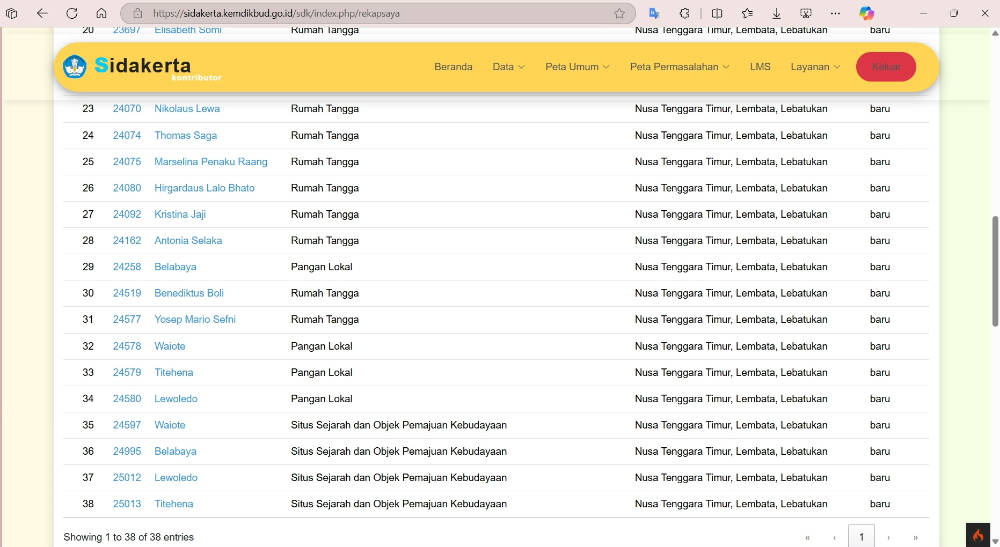 https://sidakerta.kemdikbud.go.id/sdk/index.php/rekapsaya
20 23697 Elisabeth Somi Rumah Tangga Nusa Tenggara Timur, Lembata, Lebatukan baru
Sidakerta
kontributor
Beranda Data Peta Umum Peta Permasalahan LMS Layanan Keluar
23 24070 Nikolaus Lewa Rumah Tangga Nusa Tenggara Timur, Lembata, Lebatukan baru
24 24074 Thomas Saga Rumah Tangga Nusa Tenggara Timur, Lembata, Lebatukan baru
25 24075 Marselina Penaku Raang Rumah Tangga Nusa Tenggara Timur, Lembata, Lebatukan baru
26 24080 Hirgardaus Lalo Bhato Rumah Tangga Nusa Tenggara Timur, Lembata, Lebatukan baru
27 24092 Kristina Jaji Rumah Tangga Nusa Tenggara Timur, Lembata, Lebatukan baru
28 24162 Antonia Selaka Rumah Tangga Nusa Tenggara Timur, Lembata, Lebatukan baru
29 24258 Belabaya Pangan Lokal Nusa Tenggara Timur, Lembata, Lebatukan baru
30 24519 Benediktus Boli Rumah Tangga Nusa Tenggara Timur, Lembata, Lebatukan baru
31 24577 Yosep Mario Sefni Rumah Tangga Nusa Tenggara Timur, Lembata, Lebatukan baru
32 24578 Waiote Pangan Lokal Nusa Tenggara Timur, Lembata, Lebatukan baru
33 24579 Titehena Pangan Lokal Nusa Tenggara Timur, Lembata, Lebatukan baru
34 24580 Lewoledo Pangan Lokal Nusa Tenggara Timur, Lembata, Lebatukan baru
35 24597 Waiote Situs Sejarah dan Objek Pemajuan Kebudayaan Nusa Tenggara Timur, Lembata, Lebatukan baru
36 24995 Belabaya Situs Sejarah dan Objek Pemajuan Kebudayaan Nusa Tenggara Timur, Lembata, Lebatukan baru
37 25012 Lewoledo Situs Sejarah dan Objek Pemajuan Kebudayaan Nusa Tenggara Timur, Lembata, Lebatukan baru
38 25013 Titehena Situs Sejarah dan Objek Pemajuan Kebudayaan Nusa Tenggara Timur, Lembata, Lebatukan baru
Showing 1 to 38 of 38 entries « ‹ 1 › »